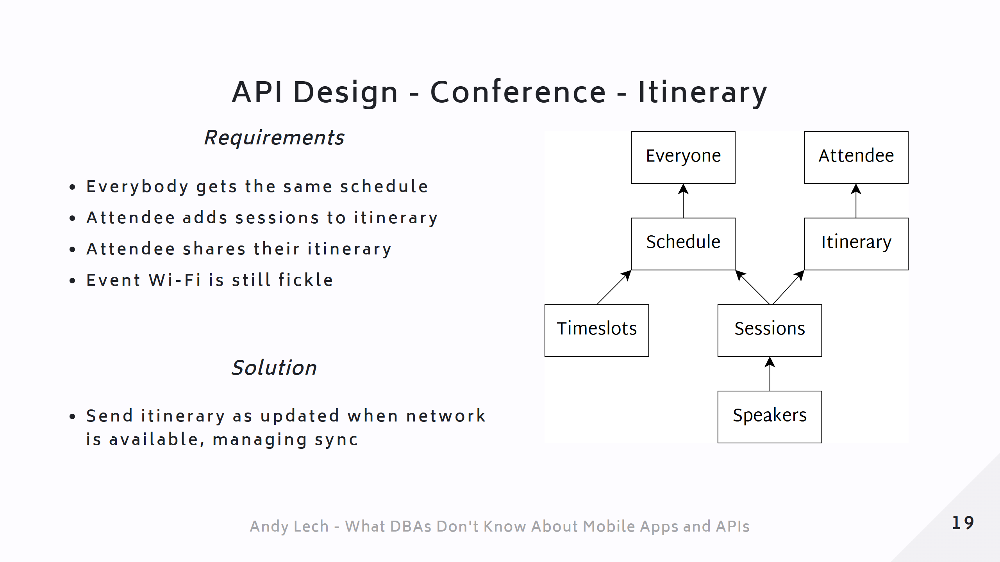 API Design - Conference - Itinerary
Requirements
• Everybody gets the same schedule
• Attendee adds sessions to itinerary
• Attendee shares their itinerary
• Event Wi-Fi is still fickle
Solution
• Send itinerary as updated when network
is available, managing sync
Everyone
Attendee
Schedule
Itinerary
Timeslots
Sessions
Speakers
Andy Lech - What DBAs Don't Know About Mobile Apps and APIs
19